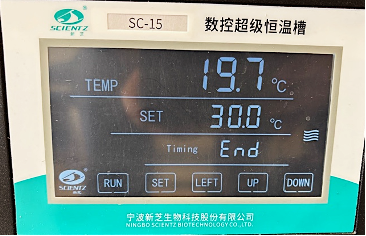 SCIENTZ
新芝
SC-15
数控超级恒温槽
TEMP 19.7 ℃
SET 30.0 ℃
Timing End
SCIENTZ
RUN SET LEFT UP DOWN
宁波新芝生物科技股份有限公司
NINGBO SCIENTZ BIOTECHNOLOGY CO.,LTD.